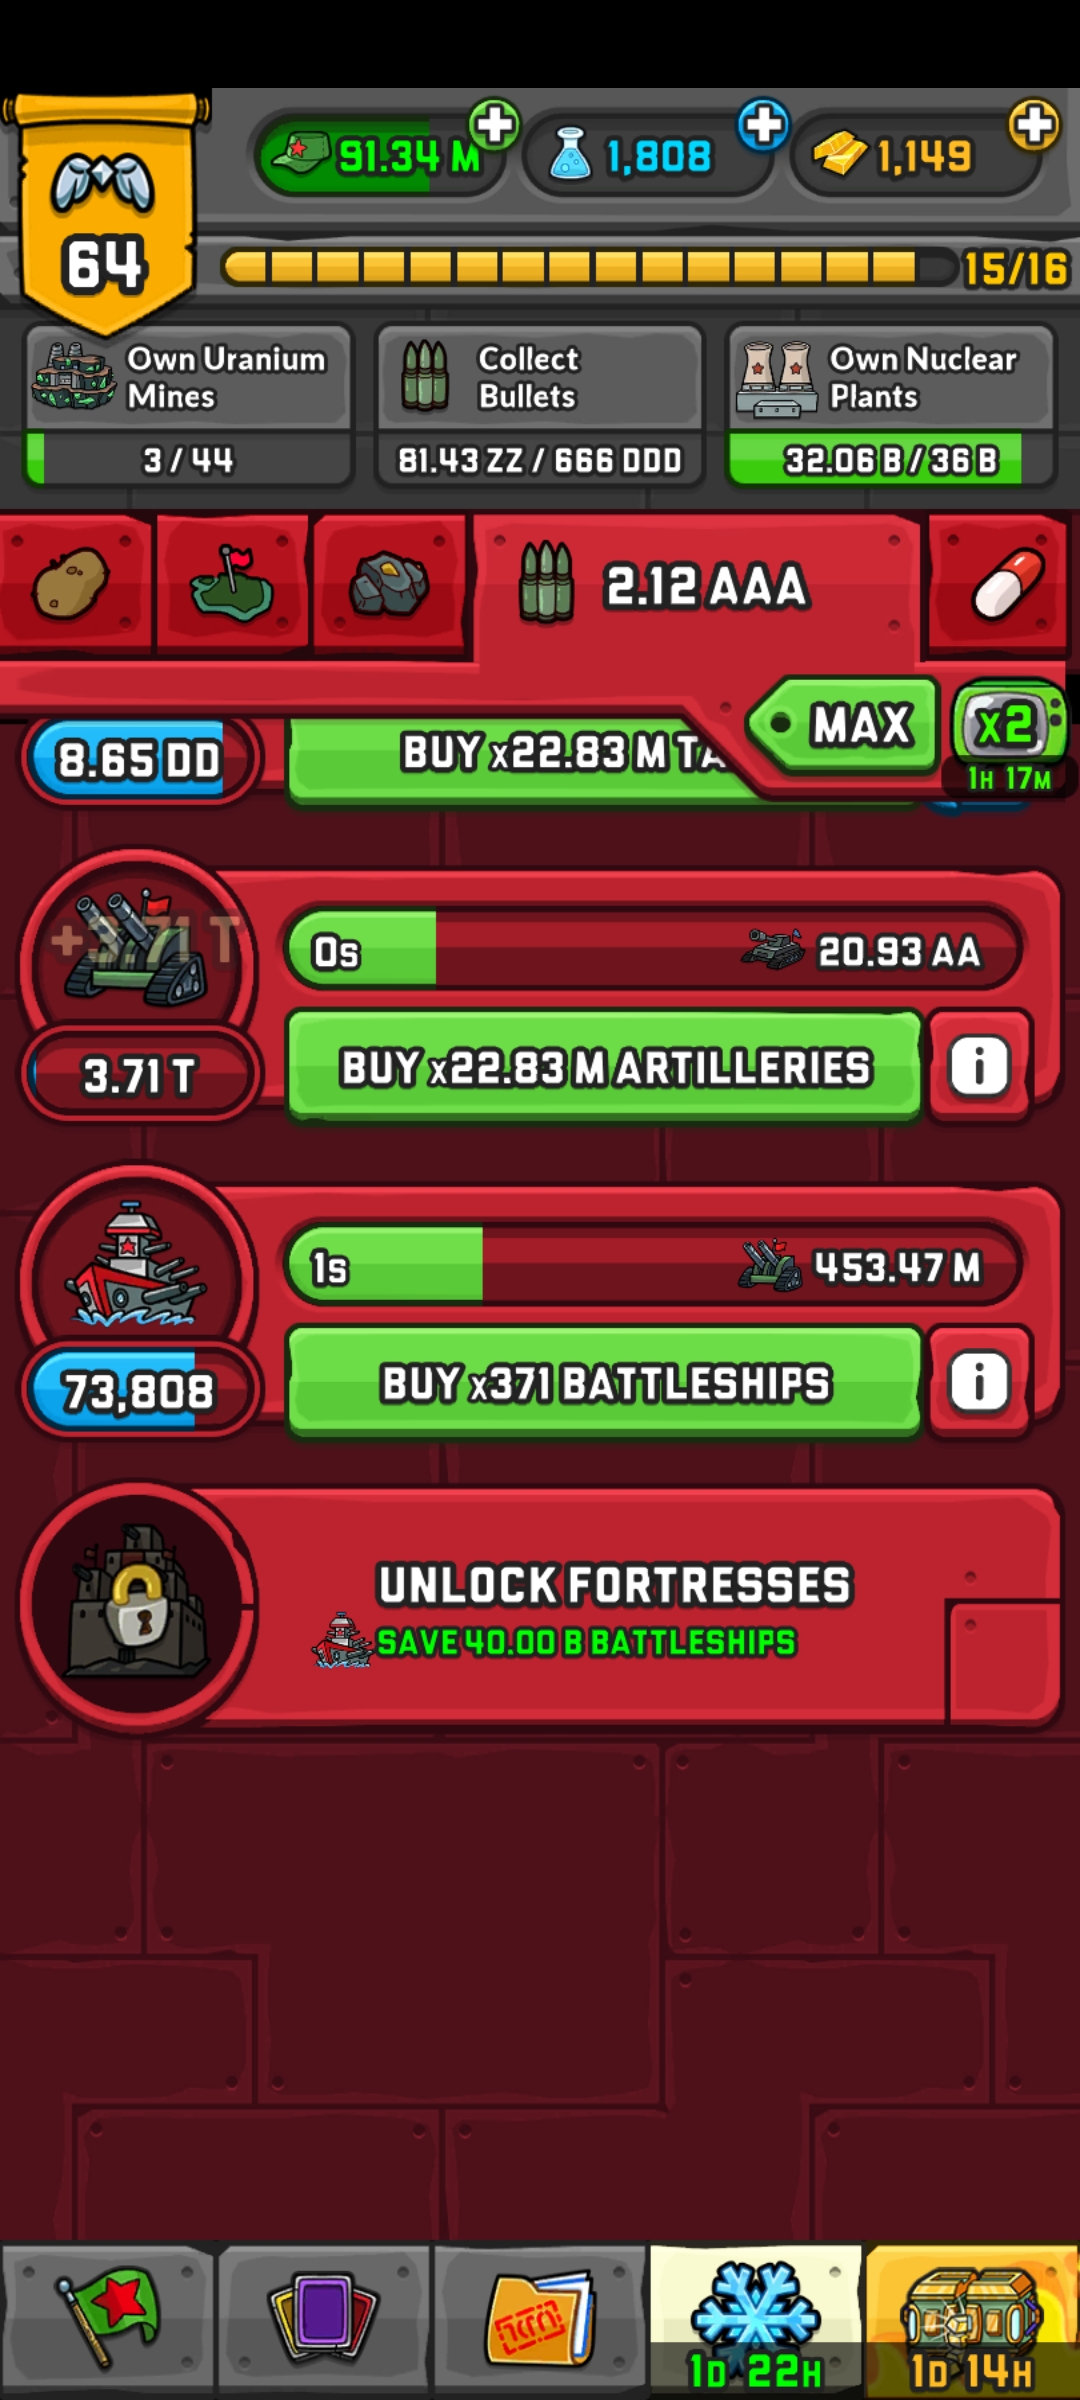 91.34 M
1,808
1,149
64
15/16
Own Uranium
Mines
3 / 44
Collect
Bullets
81.43 ZZ / 666 DDD
Own Nuclear
Plants
32.06 B / 36 B
2.12 AAA
MAX
x2
1H 17M
8.65 DD
BUY x22.83 M TA
+3.71 T
0s
20.93 AA
3.71 T
BUY x22.83 M ARTILLERIES
i
1s
453.47 M
73,808
BUY x371 BATTLESHIPS
i
UNLOCK FORTRESSES
SAVE 40.00 B BATTLESHIPS
1D 22H
1D 14H